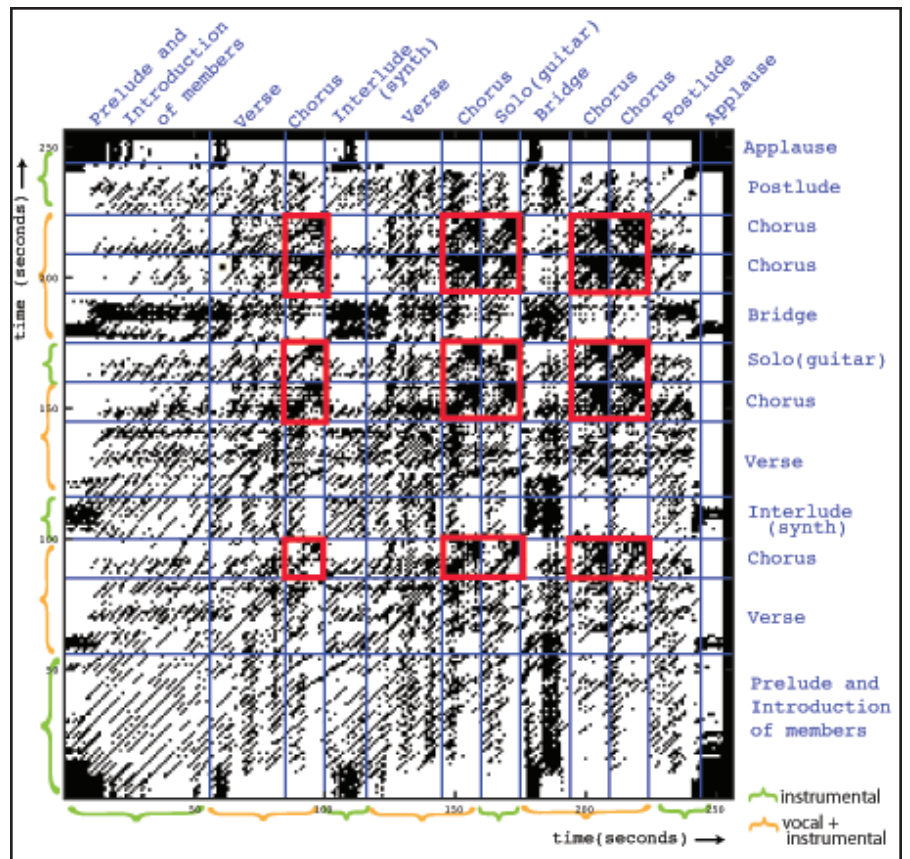 Prelude and
Introduction
of members
Verse
Chorus
Interlude
(synth)
Verse
Chorus
Solo(guitar)
Bridge
Chorus
Chorus
Postlude
Applause
250
200
150
100
50
time (seconds)
Applause
Postlude
Chorus
Chorus
Bridge
Solo(guitar)
Chorus
Verse
Interlude
(synth)
Chorus
Verse
Prelude and
Introduction
of members
50
100
150
200
250
time(seconds)
instrumental
vocal +
instrumental